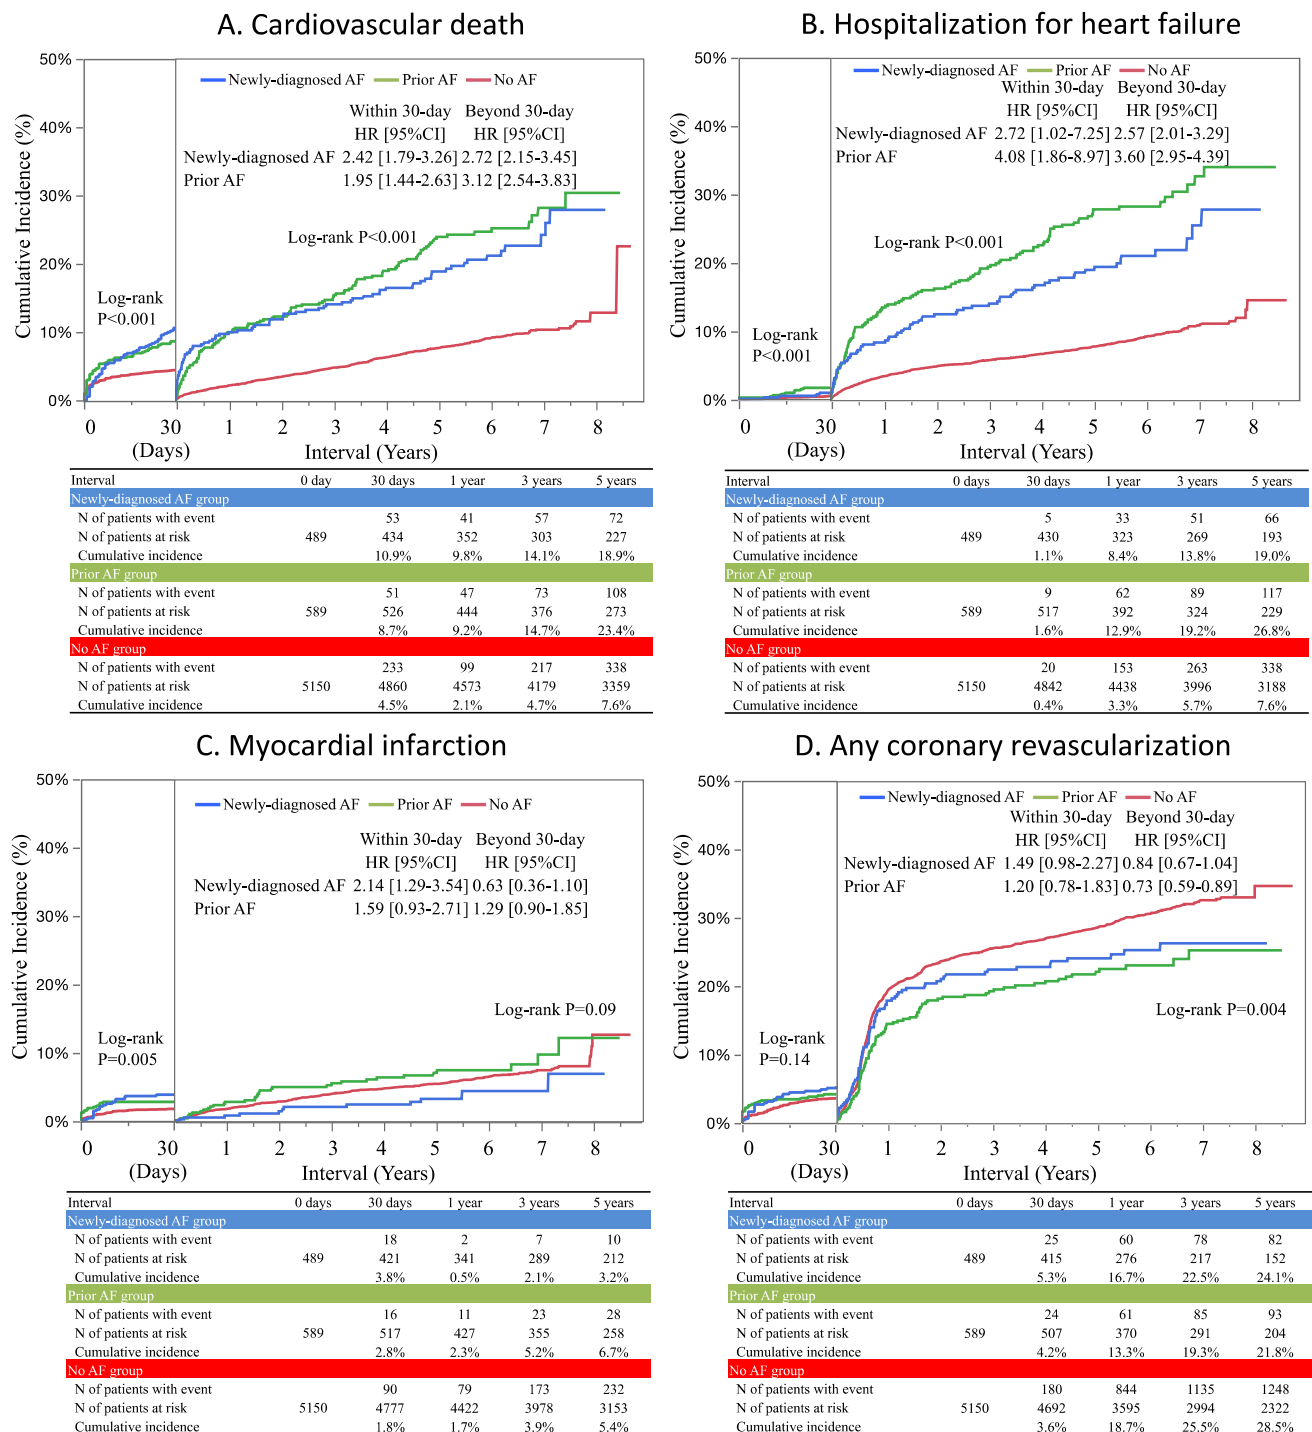 A. Cardiovascular death
50%
40%
30%
20%
10%
0%
Cumulative Incidence (%)
Newly-diagnosed AF Prior AF No AF
Within 30-day Beyond 30-day
HR [95%CI] HR [95%CI]
Newly-diagnosed AF 2.42 [1.79-3.26] 2.72 [2.15-3.45]
Prior AF 1.95 [1.44-2.63] 3.12 [2.54-3.83]
Log-rank P<0.001
Log-rank
P<0.001
0 30 1 2 3 4 5 6 7 8
(Days) Interval (Years)
Interval 0 day 30 days 1 year 3 years 5 years
Newly-diagnosed AF group
N of patients with event 53 41 57 72
N of patients at risk 489 434 352 303 227
Cumulative incidence 10.9% 9.8% 14.1% 18.9%
Prior AF group
N of patients with event 51 47 73 108
N of patients at risk 589 526 444 376 273
Cumulative incidence 8.7% 9.2% 14.7% 23.4%
No AF group
N of patients with event 233 99 217 338
N of patients at risk 5150 4860 4573 4179 3359
Cumulative incidence 4.5% 2.1% 4.7% 7.6%
B. Hospitalization for heart failure
50%
40%
30%
20%
10%
0%
Cumulative Incidence (%)
Newly-diagnosed AF Prior AF No AF
Within 30-day Beyond 30-day
HR [95%CI] HR [95%CI]
Newly-diagnosed AF 2.72 [1.02-7.25] 2.57 [2.01-3.29]
Prior AF 4.08 [1.86-8.97] 3.60 [2.95-4.39]
Log-rank P<0.001
Log-rank
P<0.001
0 30 1 2 3 4 5 6 7 8
(Days) Interval (Years)
Interval 0 days 30 days 1 year 3 years 5 years
Newly-diagnosed AF group
N of patients with event 5 33 51 66
N of patients at risk 489 430 323 269 193
Cumulative incidence 1.1% 8.4% 13.8% 19.0%
Prior AF group
N of patients with event 9 62 89 117
N of patients at risk 589 517 392 324 229
Cumulative incidence 1.6% 12.9% 19.2% 26.8%
No AF group
N of patients with event 20 153 263 338
N of patients at risk 5150 4842 4438 3996 3188
Cumulative incidence 0.4% 3.3% 5.7% 7.6%
C. Myocardial infarction
50%
40%
30%
20%
10%
0%
Cumulative Incidence (%)
Newly-diagnosed AF Prior AF No AF
Within 30-day Beyond 30-day
HR [95%CI] HR [95%CI]
Newly-diagnosed AF 2.14 [1.29-3.54] 0.63 [0.36-1.10]
Prior AF 1.59 [0.93-2.71] 1.29 [0.90-1.85]
Log-rank P=0.09
Log-rank
P=0.005
0 30 1 2 3 4 5 6 7 8
(Days) Interval (Years)
Interval 0 days 30 days 1 year 3 years 5 years
Newly-diagnosed AF group
N of patients with event 18 2 7 10
N of patients at risk 489 421 341 289 212
Cumulative incidence 3.8% 0.5% 2.1% 3.2%
Prior AF group
N of patients with event 16 11 23 28
N of patients at risk 589 517 427 355 258
Cumulative incidence 2.8% 2.3% 5.2% 6.7%
No AF group
N of patients with event 90 79 173 232
N of patients at risk 5150 4777 4422 3978 3153
Cumulative incidence 1.8% 1.7% 3.9% 5.4%
D. Any coronary revascularization
50%
40%
30%
20%
10%
0%
Cumulative Incidence (%)
Newly-diagnosed AF Prior AF No AF
Within 30-day Beyond 30-day
HR [95%CI] HR [95%CI]
Newly-diagnosed AF 1.49 [0.98-2.27] 0.84 [0.67-1.04]
Prior AF 1.20 [0.78-1.83] 0.73 [0.59-0.89]
Log-rank P=0.004
Log-rank
P=0.14
0 30 1 2 3 4 5 6 7 8
(Days) Interval (Years)
Interval 0 days 30 days 1 year 3 years 5 years
Newly-diagnosed AF group
N of patients with event 25 60 78 82
N of patients at risk 489 415 276 217 152
Cumulative incidence 5.3% 16.7% 22.5% 24.1%
Prior AF group
N of patients with event 24 61 85 93
N of patients at risk 589 507 370 291 204
Cumulative incidence 4.2% 13.3% 19.3% 21.8%
No AF group
N of patients with event 180 844 1135 1248
N of patients at risk 5150 4692 3595 2994 2322
Cumulative incidence 3.6% 18.7% 25.5% 28.5%